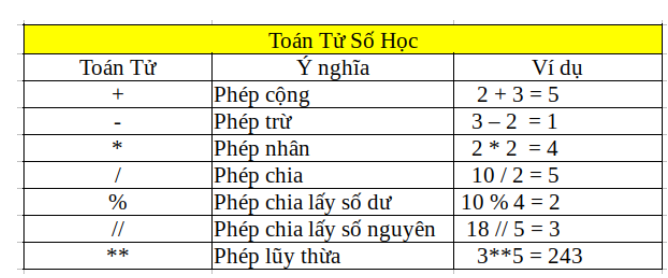 Toán Tử Số Học
Toán Tử Ý nghĩa Ví dụ
+ Phép cộng 2 + 3 = 5
- Phép trừ 3 – 2 = 1
* Phép nhân 2 * 2 = 4
/ Phép chia 10 / 2 = 5
% Phép chia lấy số dư 10 % 4 = 2
// Phép chia lấy số nguyên 18 // 5 = 3
** Phép lũy thừa 3**5 = 243